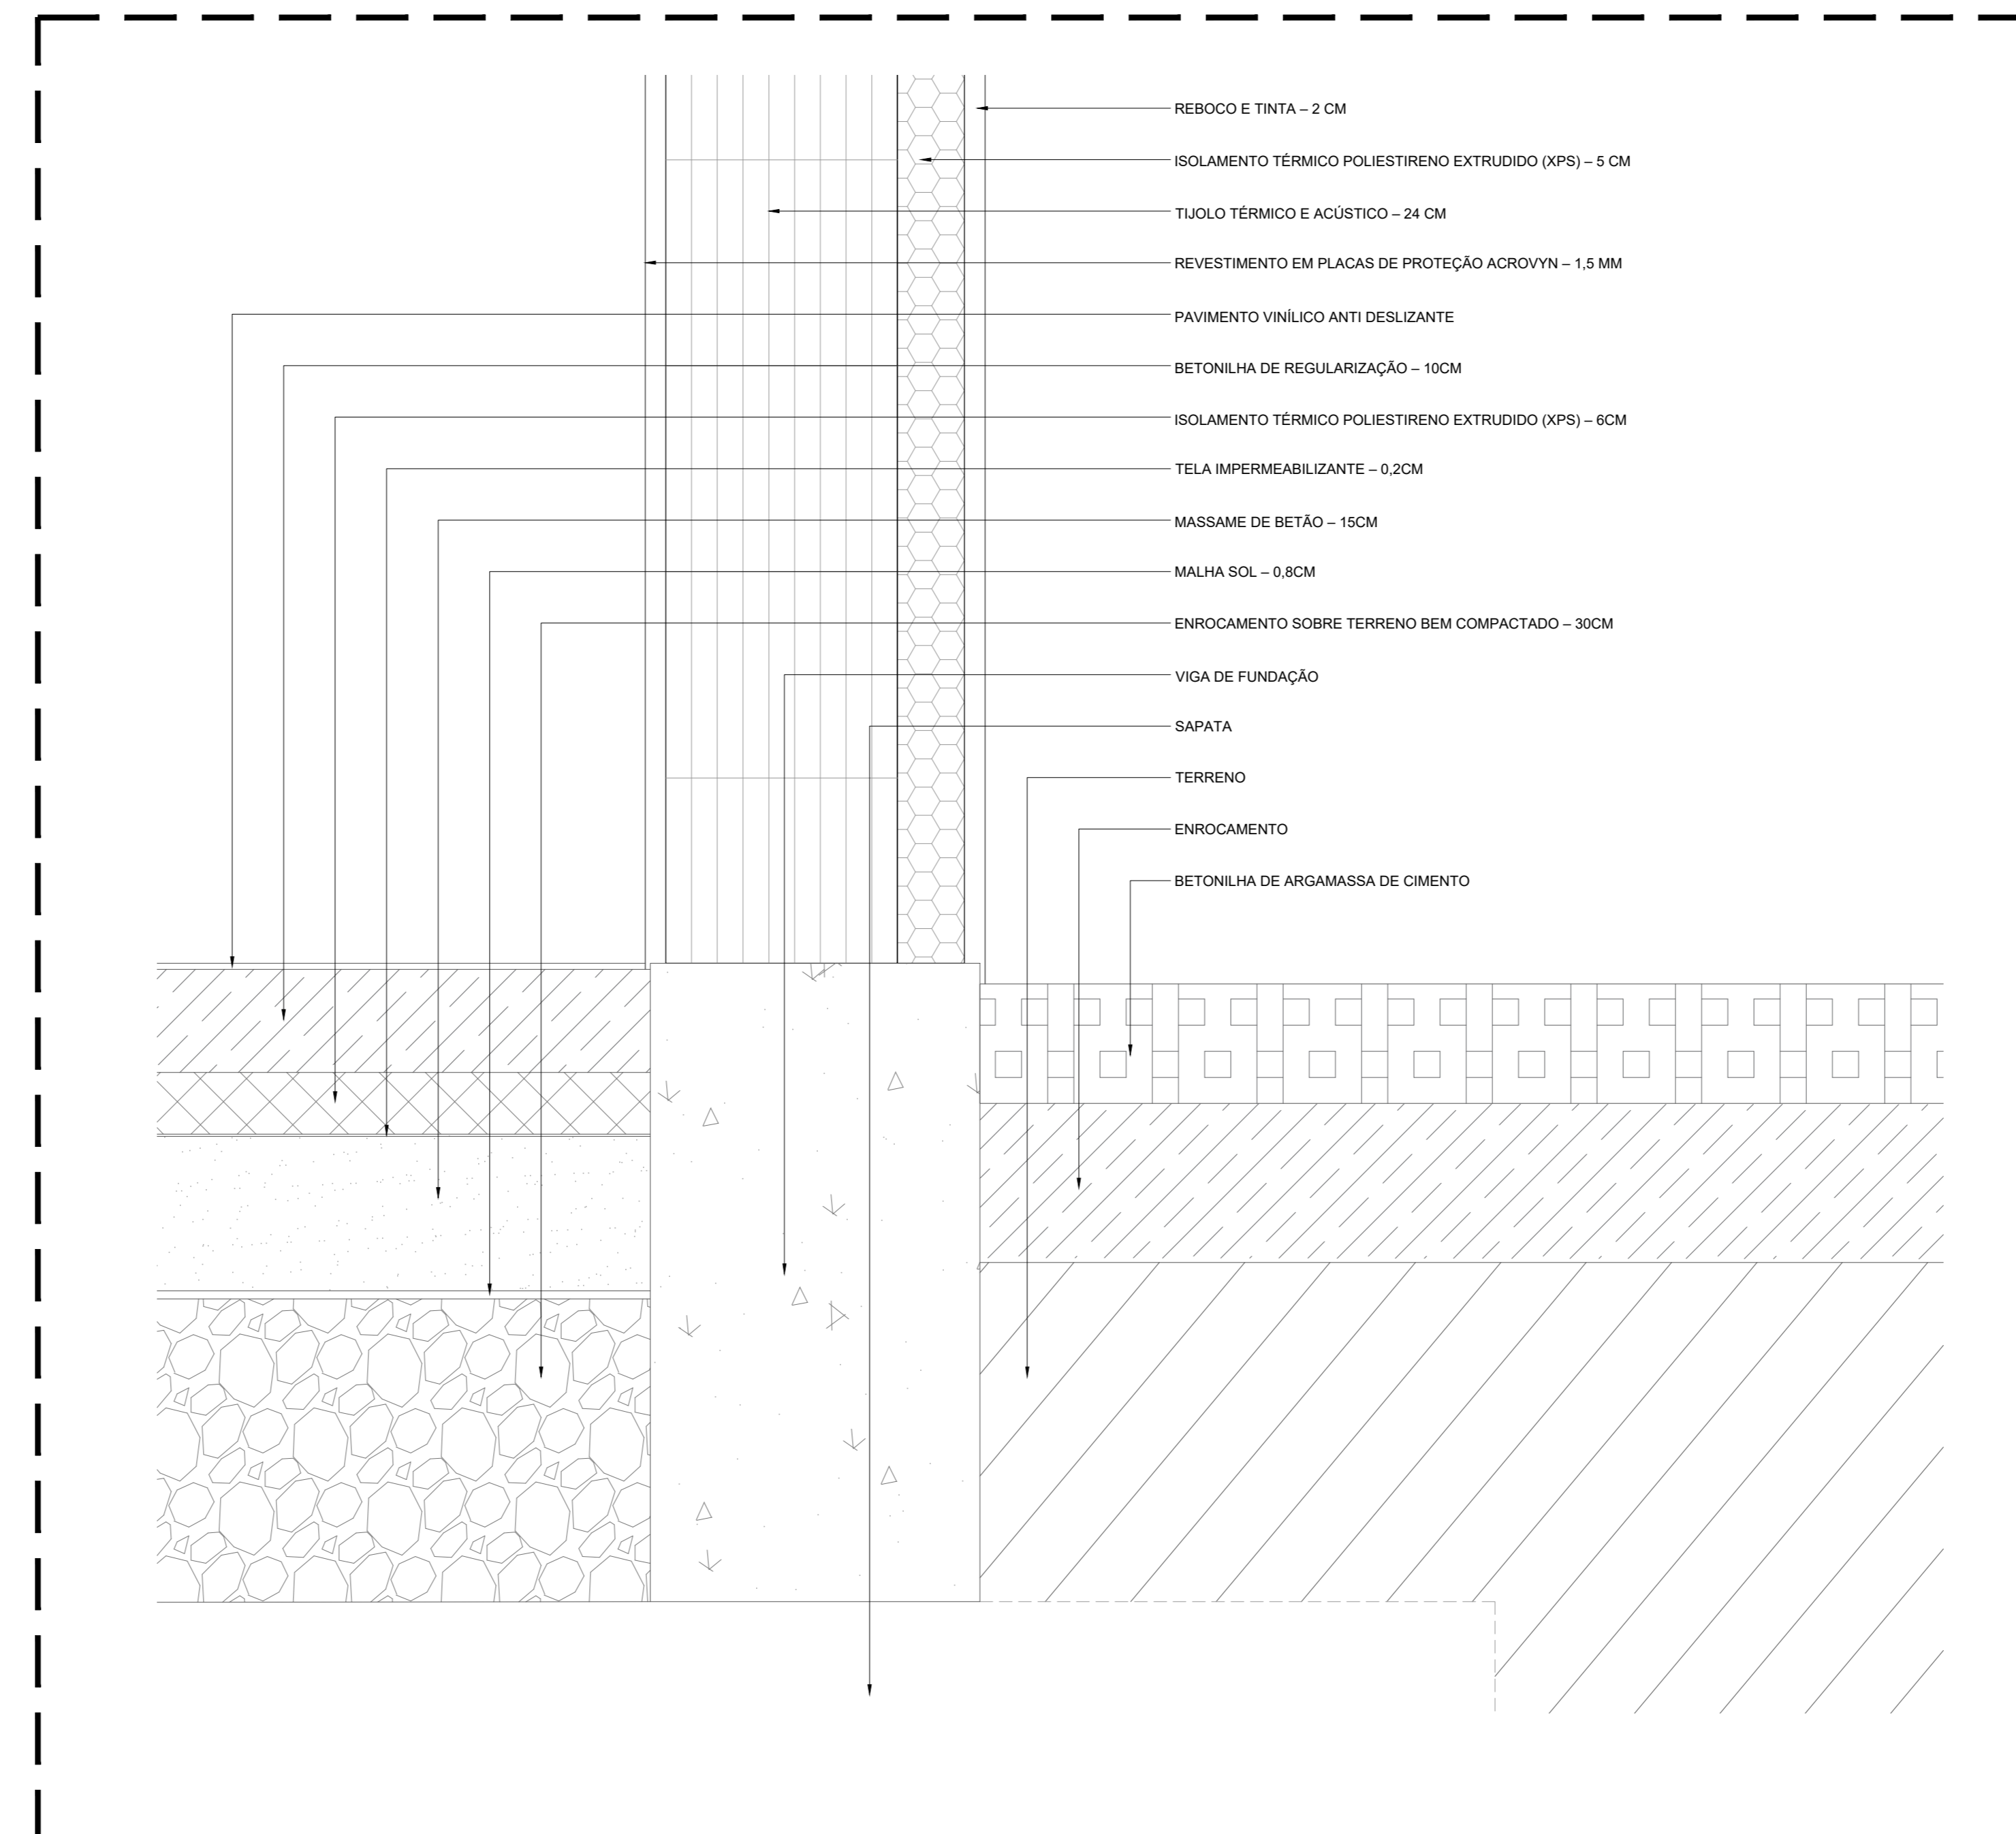 REBOCO E TINTA – 2 CM
ISOLAMENTO TÉRMICO POLIESTIRENO EXTRUDIDO (XPS) – 5 CM
TIJOLO TÉRMICO E ACÚSTICO – 24 CM
REVESTIMENTO EM PLACAS DE PROTEÇÃO ACROVYN – 1,5 MM
PAVIMENTO VINÍLICO ANTI DESLIZANTE
BETONILHA DE REGULARIZAÇÃO – 10CM
ISOLAMENTO TÉRMICO POLIESTIRENO EXTRUDIDO (XPS) – 6CM
TELA IMPERMEABILIZANTE – 0,2CM
MASSAME DE BETÃO – 15CM
MALHA SOL – 0,8CM
ENROCAMENTO SOBRE TERRENO BEM COMPACTADO – 30CM
VIGA DE FUNDAÇÃO
SAPATA
TERRENO
ENROCAMENTO
BETONILHA DE ARGAMASSA DE CIMENTO